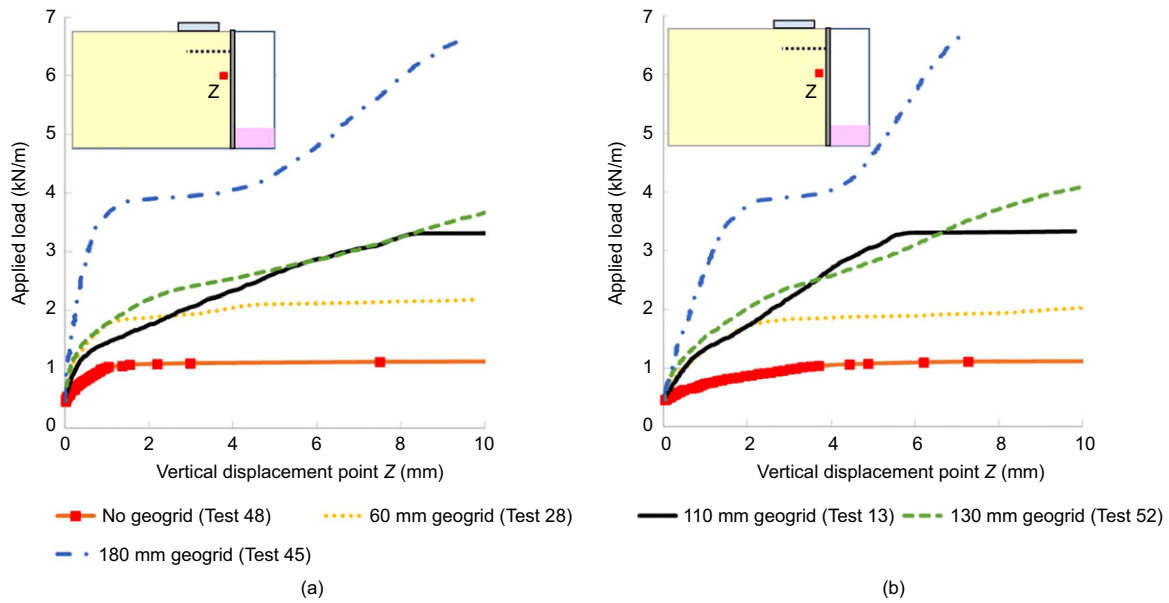 7
6
5
4
3
2
1
0
Applied load (kN/m)
Z
0
2
4
6
8
10
Vertical displacement point Z (mm)
7
6
5
4
3
2
1
0
Applied load (kN/m)
Z
0
2
4
6
8
10
Vertical displacement point Z (mm)
No geogrid (Test 48)
60 mm geogrid (Test 28)
110 mm geogrid (Test 13)
130 mm geogrid (Test 52)
180 mm geogrid (Test 45)
(a)
(b)